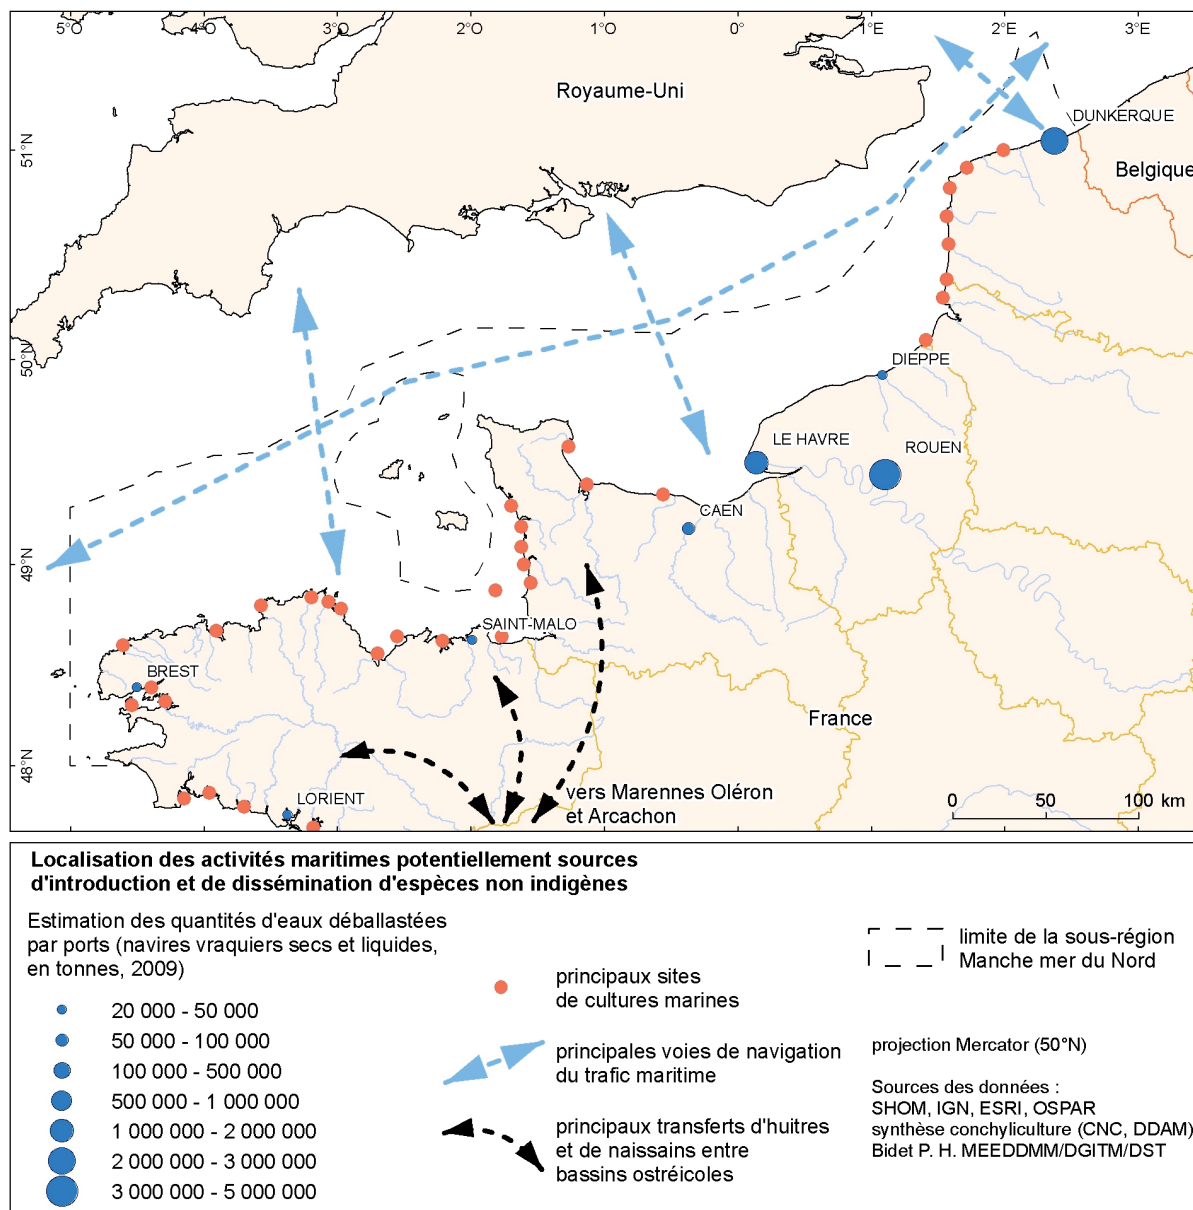 5°O
4°O
3°O
2°O
1°O
0°
1°E
2°E
3°E
51°N
50°N
49°N
48°N
Royaume-Uni
DUNKERQUE
Belgique
DIEPPE
LE HAVRE
ROUEN
CAEN
SAINT-MALO
BREST
France
LORIENT
vers Marennes Oléron
et Arcachon
0 50 100 km
Localisation des activités maritimes potentiellement sources
d'introduction et de dissémination d'espèces non indigènes
Estimation des quantités d'eaux déballastées
par ports (navires vraquiers secs et liquides,
en tonnes, 2009)
20 000 - 50 000
50 000 - 100 000
100 000 - 500 000
500 000 - 1 000 000
1 000 000 - 2 000 000
2 000 000 - 3 000 000
3 000 000 - 5 000 000
principaux sites
de cultures marines
principales voies de navigation
du trafic maritime
principaux transferts d'huitres
et de naissains entre
bassins ostréicoles
limite de la sous-région
Manche mer du Nord
projection Mercator (50°N)
Sources des données :
SHOM, IGN, ESRI, OSPAR
synthèse conchyliculture (CNC, DDAM)
Bidet P. H. MEEDDMM/DGITM/DST